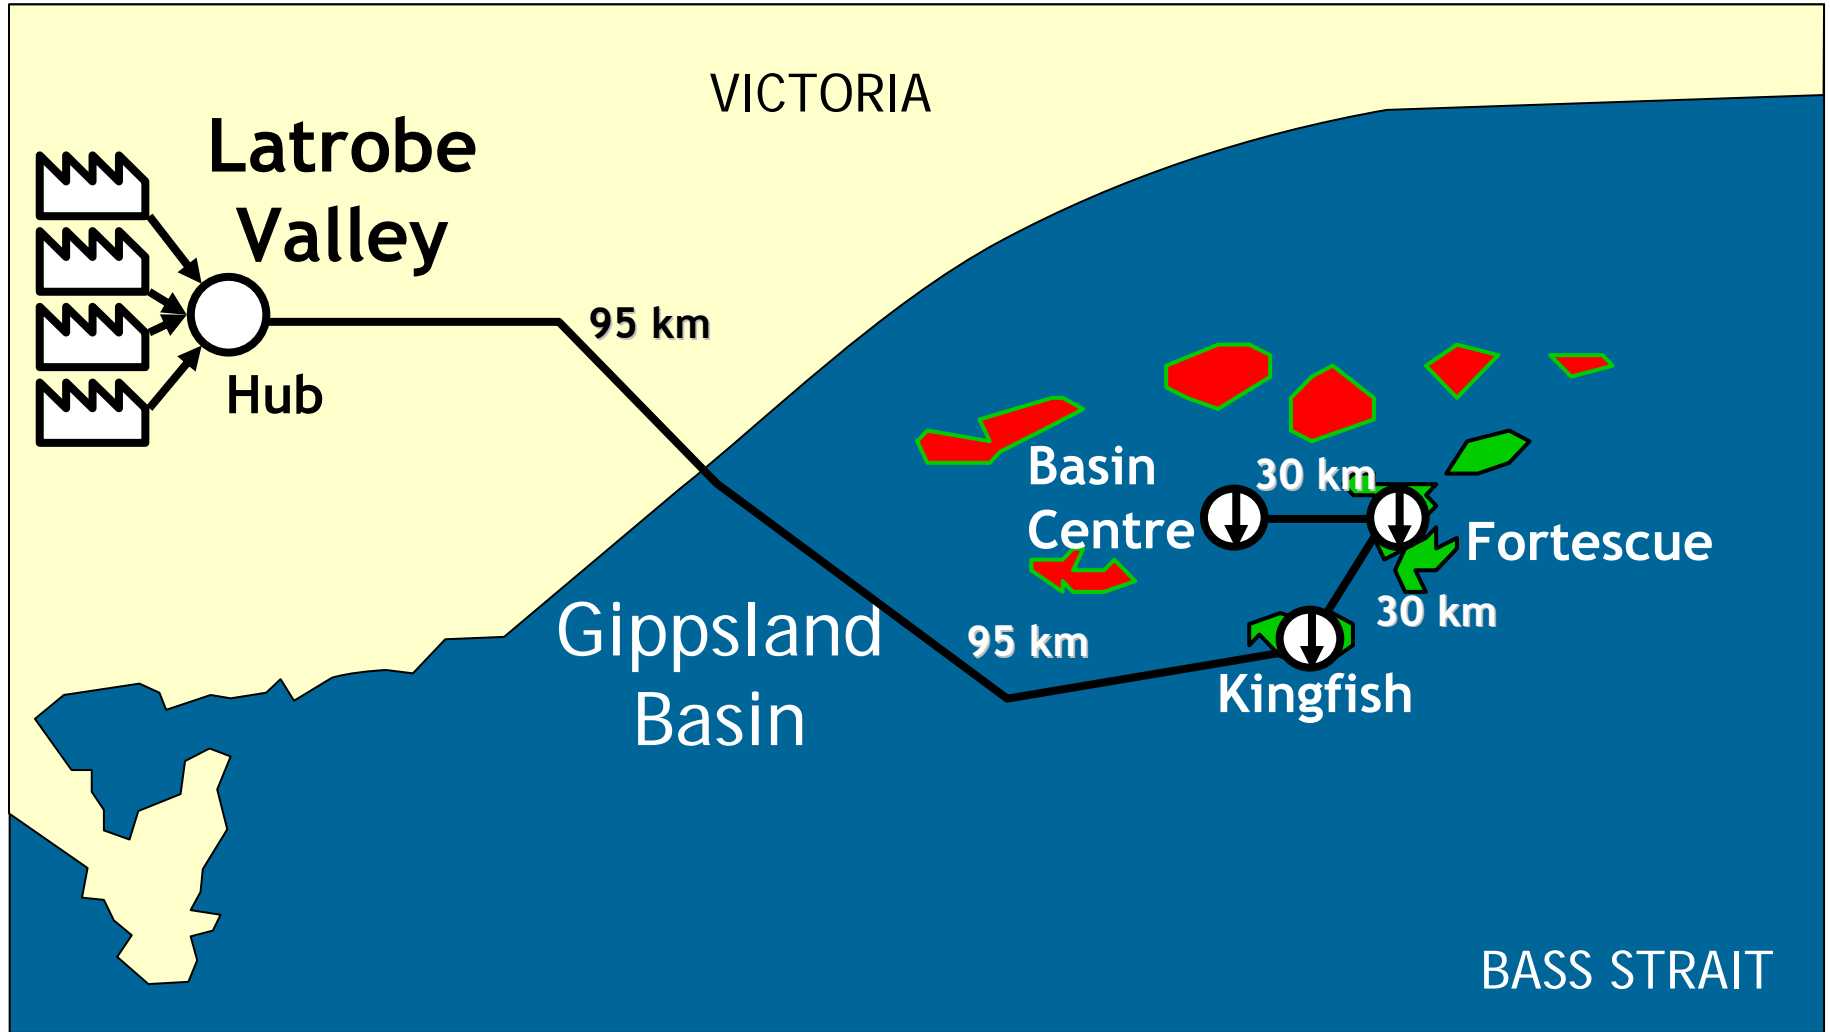 VICTORIA
Latrobe
Valley
95 km
Hub
Basin
Centre
30 km
Fortescue
30 km
Gippsland
Basin
95 km
Kingfish
BASS STRAIT